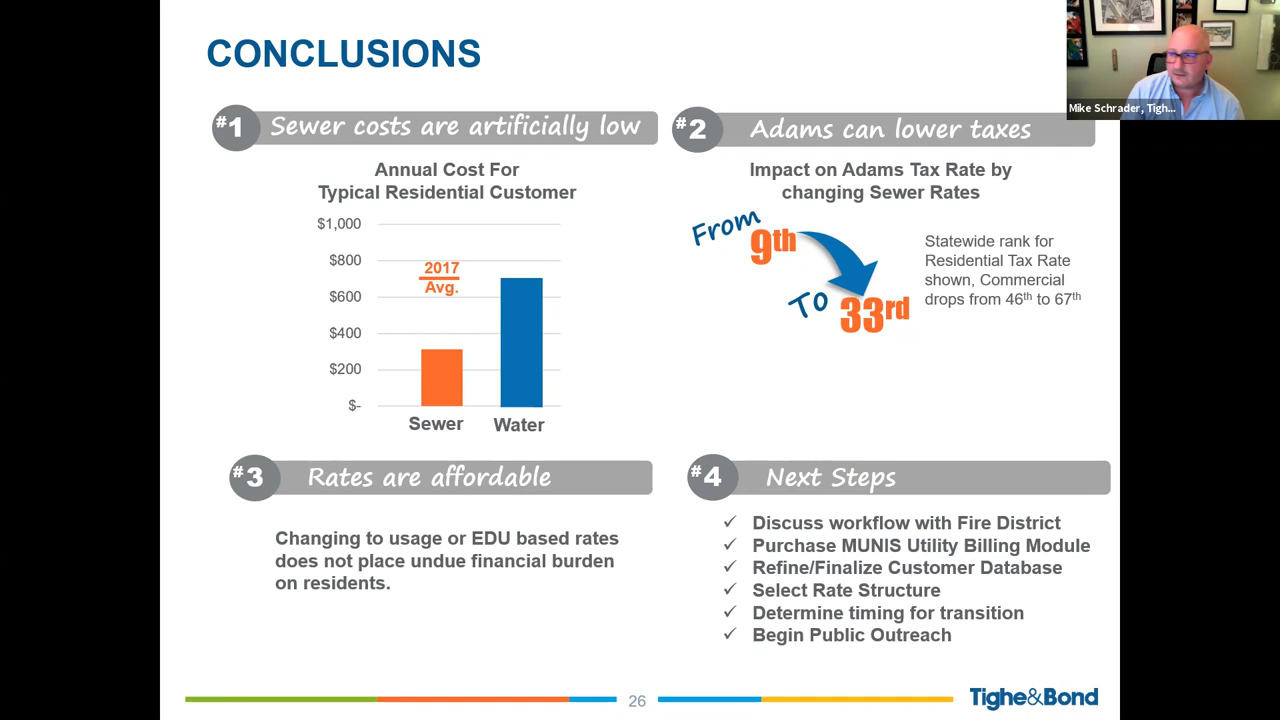 CONCLUSIONS
Mike Schrader, Tigh...
#1 Sewer costs are artificially low
Annual Cost For
Typical Residential Customer
$1,000
$800
$600
$400
$200
$-
2017
Avg.
Sewer
Water
#2 Adams can lower taxes
Impact on Adams Tax Rate by
changing Sewer Rates
From
9th
To
33rd
Statewide rank for
Residential Tax Rate
shown, Commercial
drops from 46th to 67th
#3 Rates are affordable
Changing to usage or EDU based rates
does not place undue financial burden
on residents.
#4 Next Steps
✓ Discuss workflow with Fire District
✓ Purchase MUNIS Utility Billing Module
✓ Refine/Finalize Customer Database
✓ Select Rate Structure
✓ Determine timing for transition
✓ Begin Public Outreach
26
Tighe&Bond